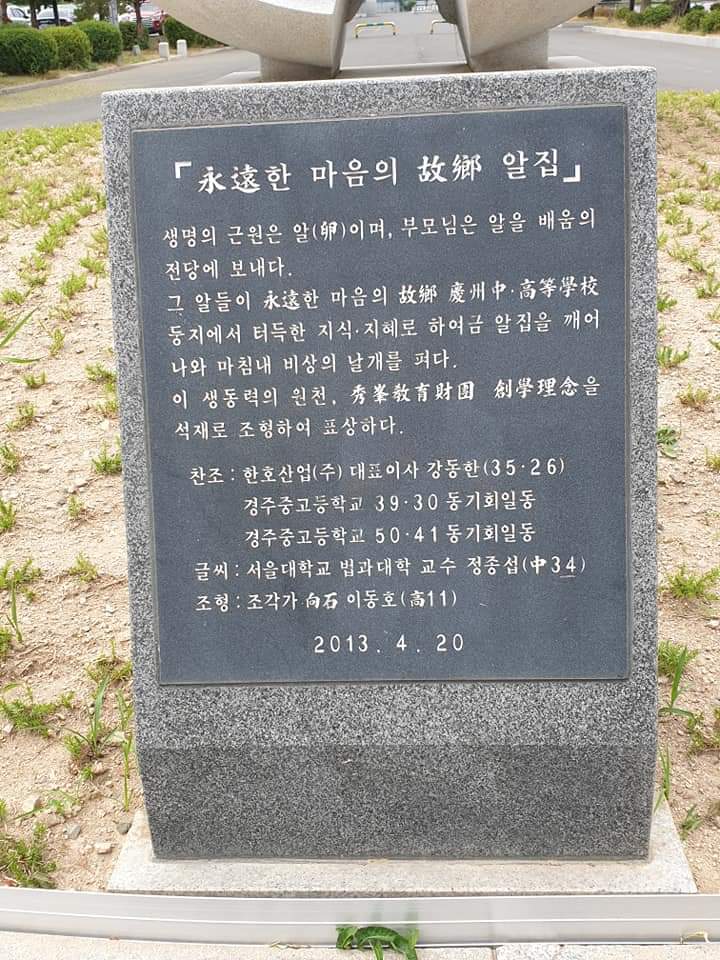 「永遠한 마음의 故鄕 알집」
생명의 근원은 알(卵)이며, 부모님은 알을 배움의
전당에 보내다.
그 알들이 永遠한 마음의 故鄕 慶州中·高等學校
둥지에서 터득한 지식·지혜로 하여금 알집을 깨어
나와 마침내 비상의 날개를 펴다.
이 생동력의 원천, 秀峯敎育財団 創學理念을
석재로 조형하여 표상하다.
찬조 : 한호산업(주) 대표이사 강동한(35·26)
경주중고등학교 39·30동기회일동
경주중고등학교 50·41동기회일동
글씨 : 서울대학교 법과대학 교수 정종섭(中34)
조형 : 조각가 向石 이동호(高11)
2013. 4. 20